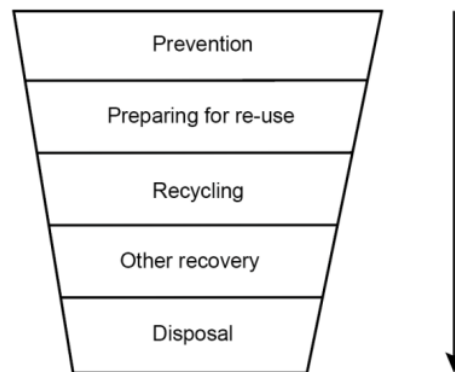 Prevention
Preparing for re-use
Recycling
Other recovery
Disposal